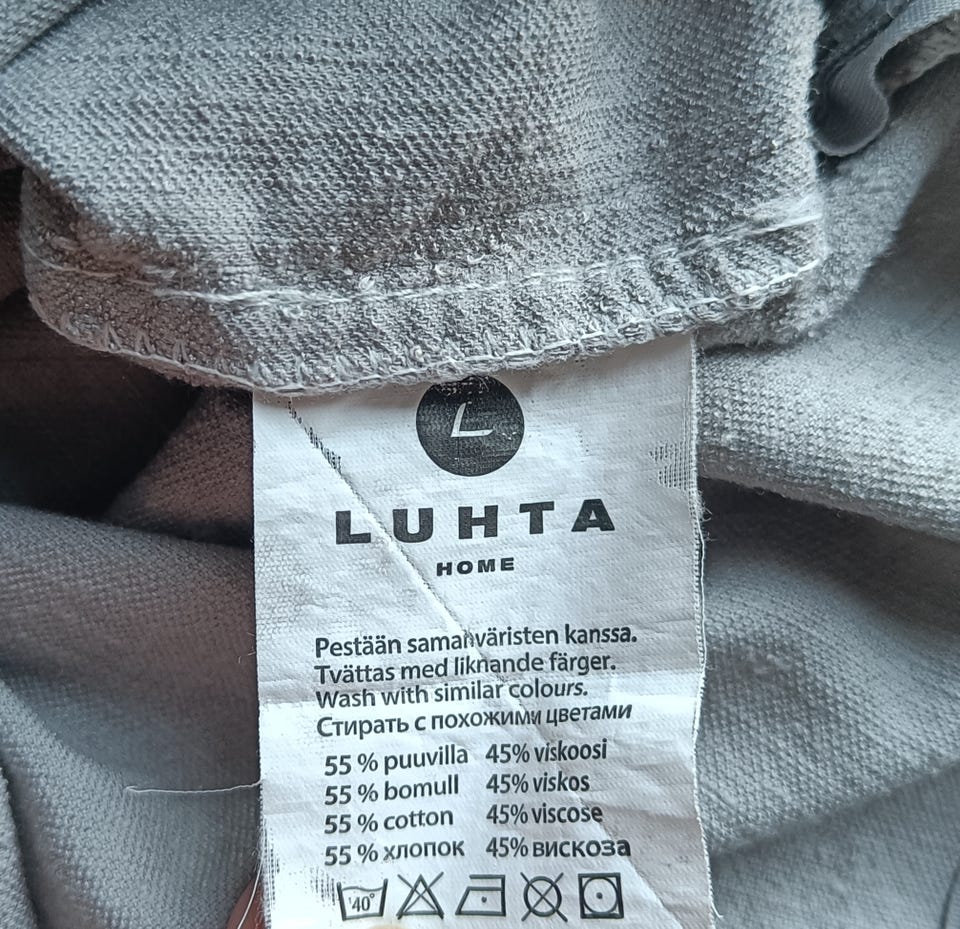 L
LUHTA
HOME
Pestään samanväristen kanssa.
Tvättas med liknande färger.
Wash with similar colours.
Стирать с похожими цветами
55 % puuvilla 45% viskoosi
55 % bomull 45% viskos
55 % cotton 45% viscose
55 % хлопок 45% вискоза
40°